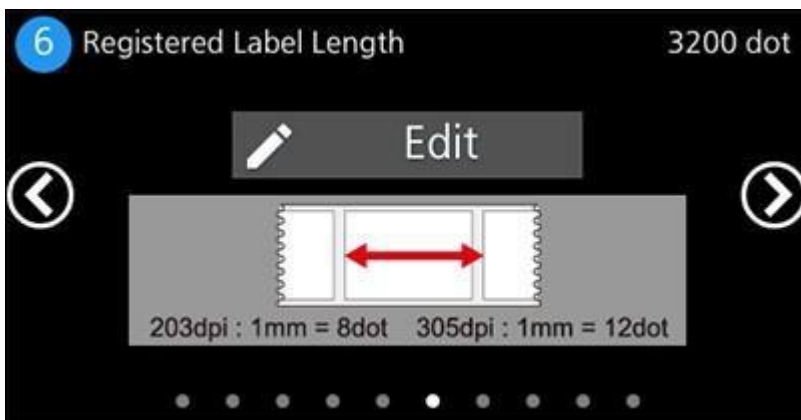 6 Registered Label Length 3200 dot
Edit
203dpi : 1mm = 8dot 305dpi : 1mm = 12dot